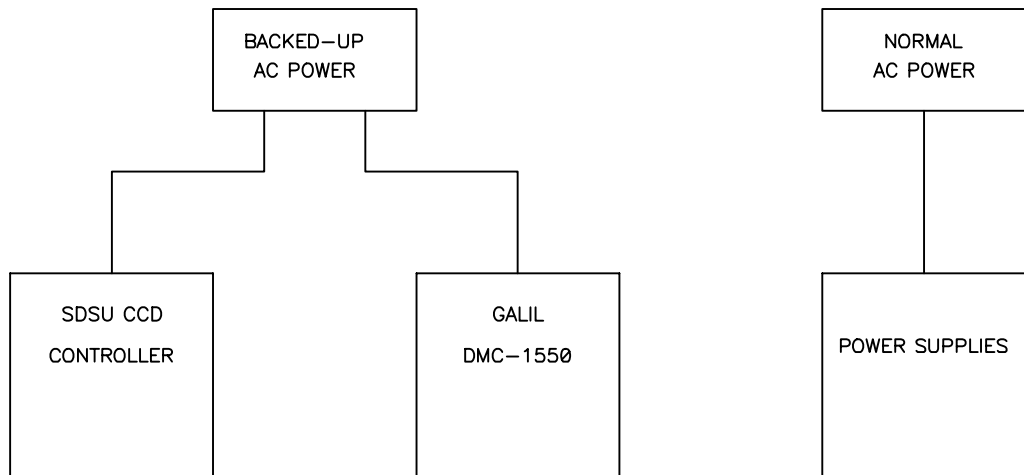 BACKED-UP
AC POWER
NORMAL
AC POWER
SDSU CCD
CONTROLLER
GALIL
DMC-1550
POWER SUPPLIES